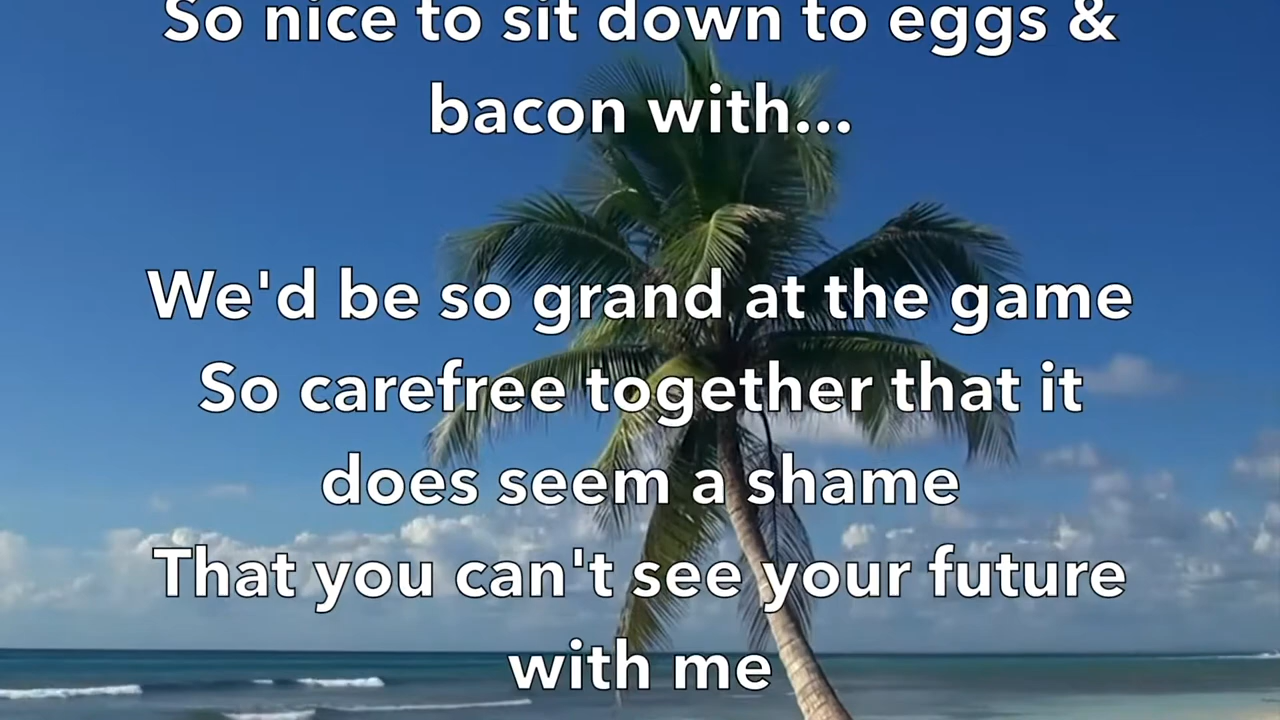 So nice to sit down to eggs &
bacon with...
We'd be so grand at the game
So carefree together that it
does seem a shame
That you can't see your future
with me